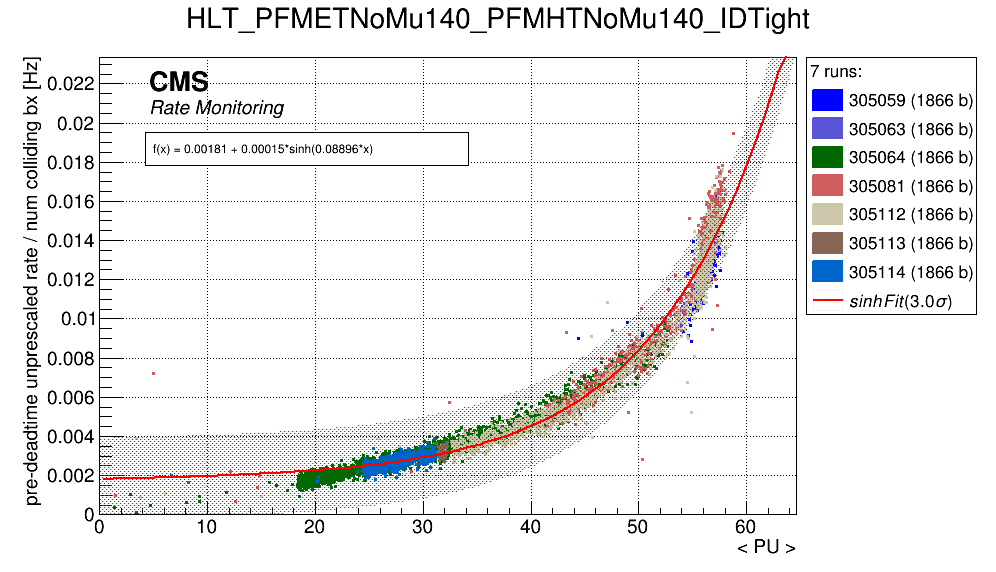 HLT_PFMETNoMu140_PFMHTNoMu140_IDTight
pre-deadtime unprescaled rate / num colliding bx [Hz]
0.022
0.02
0.018
0.016
0.014
0.012
0.01
0.008
0.006
0.004
0.002
0
CMS
Rate Monitoring
f(x) = 0.00181 + 0.00015*sinh(0.08896*x)
0 10 20 30 40 50 60
< PU >
7 runs:
305059 (1866 b)
305063 (1866 b)
305064 (1866 b)
305081 (1866 b)
305112 (1866 b)
305113 (1866 b)
305114 (1866 b)
sinhFit(3.0σ)